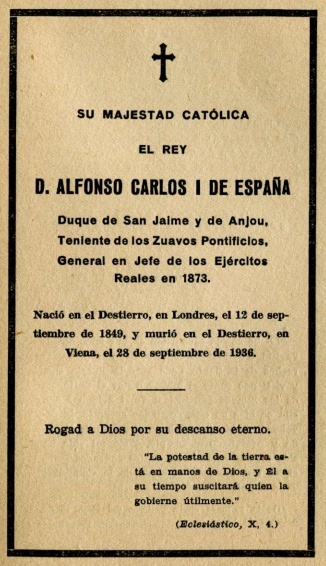 SU MAJESTAD CATÓLICA
EL REY
D. ALFONSO CARLOS I DE ESPAÑA
Duque de San Jaime y de Anjou,
Teniente de los Zuavos Pontificios,
General en Jefe de los Ejércitos
Reales en 1873.
Nació en el Destierro, en Londres, el 12 de sep-
tiembre de 1849, y murió en el Destierro, en
Viena, el 28 de septiembre de 1936.
Rogad a Dios por su descanso eterno.
"La potestad de la tierra es-
tá en manos de Dios, y Él a
su tiempo suscitará quien la
gobierne útilmente."
(Eclesiástico, X, 4.)